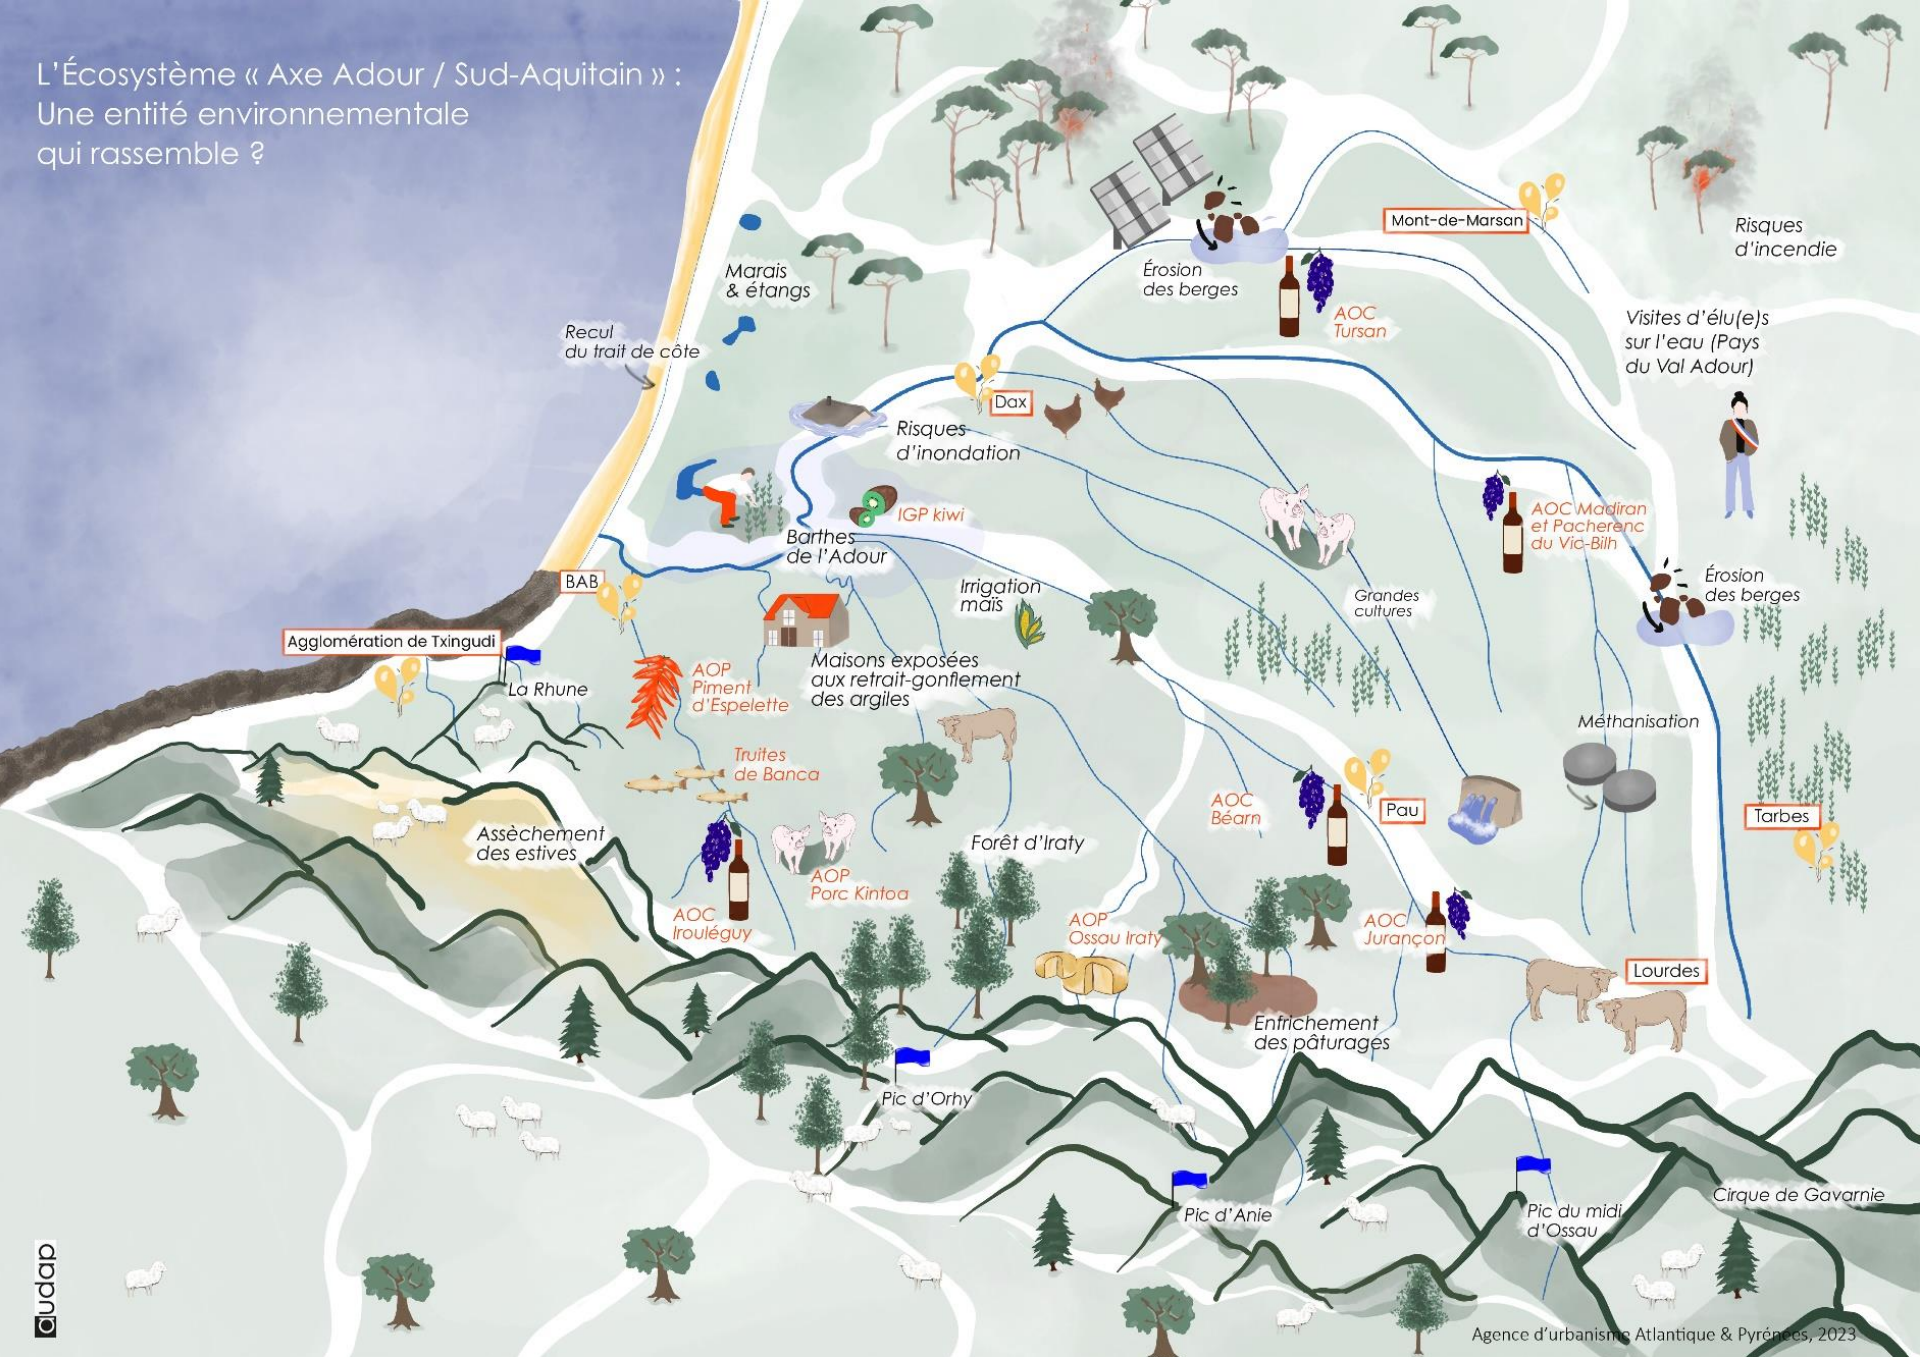 L'Écosystème « Axe Adour / Sud-Aquitain » :
Une entité environnementale
qui rassemble ?
Mont-de-Marsan
Risques
d'incendie
Marais
& étangs
Érosion
des berges
AOC
Tursan
Recul
du trait de côte
Visites d'élu(e)s
sur l'eau (Pays
du Val Adour)
Dax
Risques
d'inondation
IGP kiwi
AOC Madiran
et Pacherenc
du Vic-Bilh
Barthes
de l'Adour
BAB
Irrigation
maïs
Grandes
cultures
Érosion
des berges
Agglomération de Txingudi
La Rhune
AOP
Piment
d'Espelette
Maisons exposées
aux retrait-gonflement
des argiles
Méthanisation
Truites
de Banca
AOC
Béarn
Pau
Tarbes
Assèchement
des estives
Forêt d'Iraty
AOP
Porc Kintoa
AOC
Irouléguy
AOP
Ossau Iraty
AOC
Jurançon
Lourdes
Enfrichement
des pâturages
Pic d'Orhy
Pic d'Anie
Pic du midi
d'Ossau
Cirque de Gavarnie
audap
Agence d'urbanisme Atlantique & Pyrénées, 2023